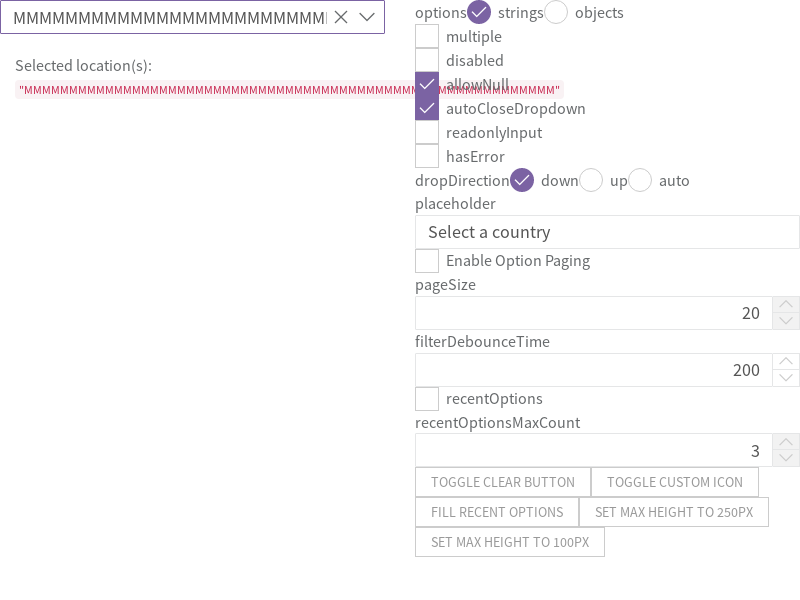 MMMMMMMMMMMMMMMMMMMMMMMM
Selected location(s):
"MMMMMMMMMMMMMMMMMMMMMMMMMMMMMMMMMMMMMMMMMMMMMMMMMMMMMMMMMMM"
options strings objects
multiple
disabled
allowNull
autoCloseDropdown
readonlyInput
hasError
dropDirection down up auto
placeholder
Select a country
Enable Option Paging
pageSize
20
filterDebounceTime
200
recentOptions
recentOptionsMaxCount
3
TOGGLE CLEAR BUTTON TOGGLE CUSTOM ICON
FILL RECENT OPTIONS SET MAX HEIGHT TO 250PX
SET MAX HEIGHT TO 100PX